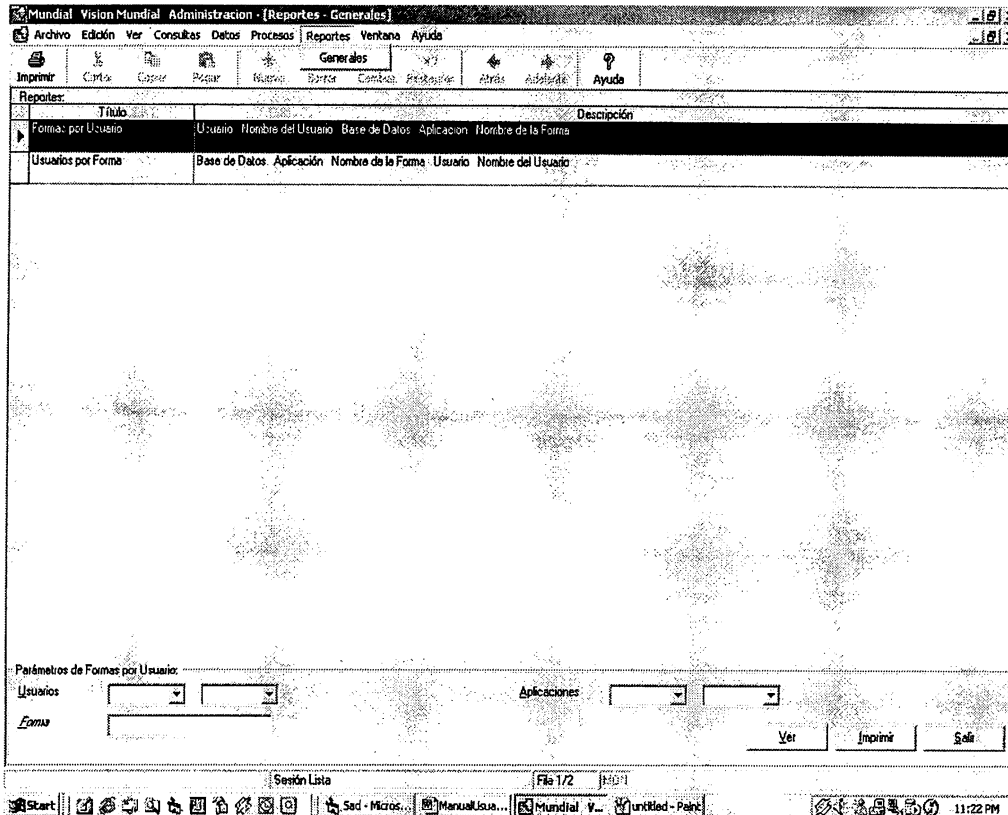 Mundial Vision Mundial Administracion - [Reportes - Generales]
Archivo Edición Ver Consultas Datos Procesos Reportes Ventana Ayuda
Generales
Imprimir Cortar Copiar Pegar Nuevo Borrar Cambiar Restaurar Atrás Adelante Ayuda
Reportes:
Título Descripción
Formas por Usuario Usuario Nombre del Usuario Base de Datos Aplicacion Nombre de la Forma
Usuarios por Forma Base de Datos Aplicación Nombre de la Forma Usuario Nombre del Usuario
Parámetros de Formas por Usuario:
Usuarios Aplicaciones
Forma
Ver Imprimir Salir
Sesión Lista Fila 1/2
Start Sad - Micros... ManualUsua... Mundial V... untitled - Paint 11:22 PM